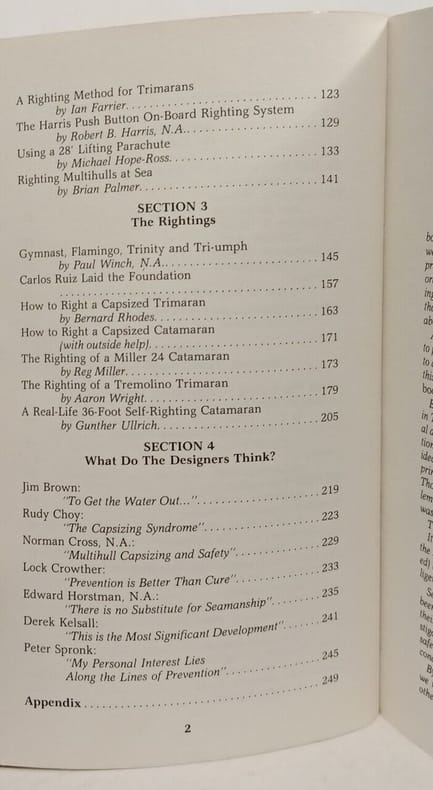 A Righting Method for Trimarans
by Ian Farrier. . . . . . . . . . . . . . . . . . . . . . . . . . . . . 123
The Harris Push Button On-Board Righting System
by Robert B. Harris, N.A. . . . . . . . . . . . . . . . . . . . . 129
Using a 28' Lifting Parachute
by Michael Hope-Ross. . . . . . . . . . . . . . . . . . . . . . . 133
Righting Multihulls at Sea
by Brian Palmer. . . . . . . . . . . . . . . . . . . . . . . . . . . 141
SECTION 3
The Rightings
Gymnast, Flamingo, Trinity and Tri-umph
by Paul Winch, N.A. . . . . . . . . . . . . . . . . . . . . . . . . 145
Carlos Ruiz Laid the Foundation
. . . . . . . . . . . . . . . . . . . . . . . . . . . . . . . . . . . . . . 157
How to Right a Capsized Trimaran
by Bernard Rhodes. . . . . . . . . . . . . . . . . . . . . . . . . 163
How to Right a Capsized Catamaran
(with outside help). . . . . . . . . . . . . . . . . . . . . . . . . 171
The Righting of a Miller 24 Catamaran
by Reg Miller. . . . . . . . . . . . . . . . . . . . . . . . . . . . . 173
The Righting of a Tremolino Trimaran
by Aaron Wright. . . . . . . . . . . . . . . . . . . . . . . . . . . 179
A Real-Life 36-Foot Self-Righting Catamaran
by Gunther Ullrich. . . . . . . . . . . . . . . . . . . . . . . . . 205
SECTION 4
What Do The Designers Think?
Jim Brown:
"To Get the Water Out..." . . . . . . . . . . . . . . . . . . . 219
Rudy Choy:
"The Capsizing Syndrome" . . . . . . . . . . . . . . . . . . 223
Norman Cross, N.A.:
"Multihull Capsizing and Safety" . . . . . . . . . . . . . 229
Lock Crowther:
"Prevention is Better Than Cure" . . . . . . . . . . . . . 233
Edward Horstman, N.A.:
"There is no Substitute for Seamanship" . . . . . . . . 235
Derek Kelsall:
"This is the Most Significant Development" . . . . . . 241
Peter Spronk:
"My Personal Interest Lies
Along the Lines of Prevention" . . . . . . . . . . . . . . . 245
Appendix . . . . . . . . . . . . . . . . . . . . . . . . . . . . . . . 249
2